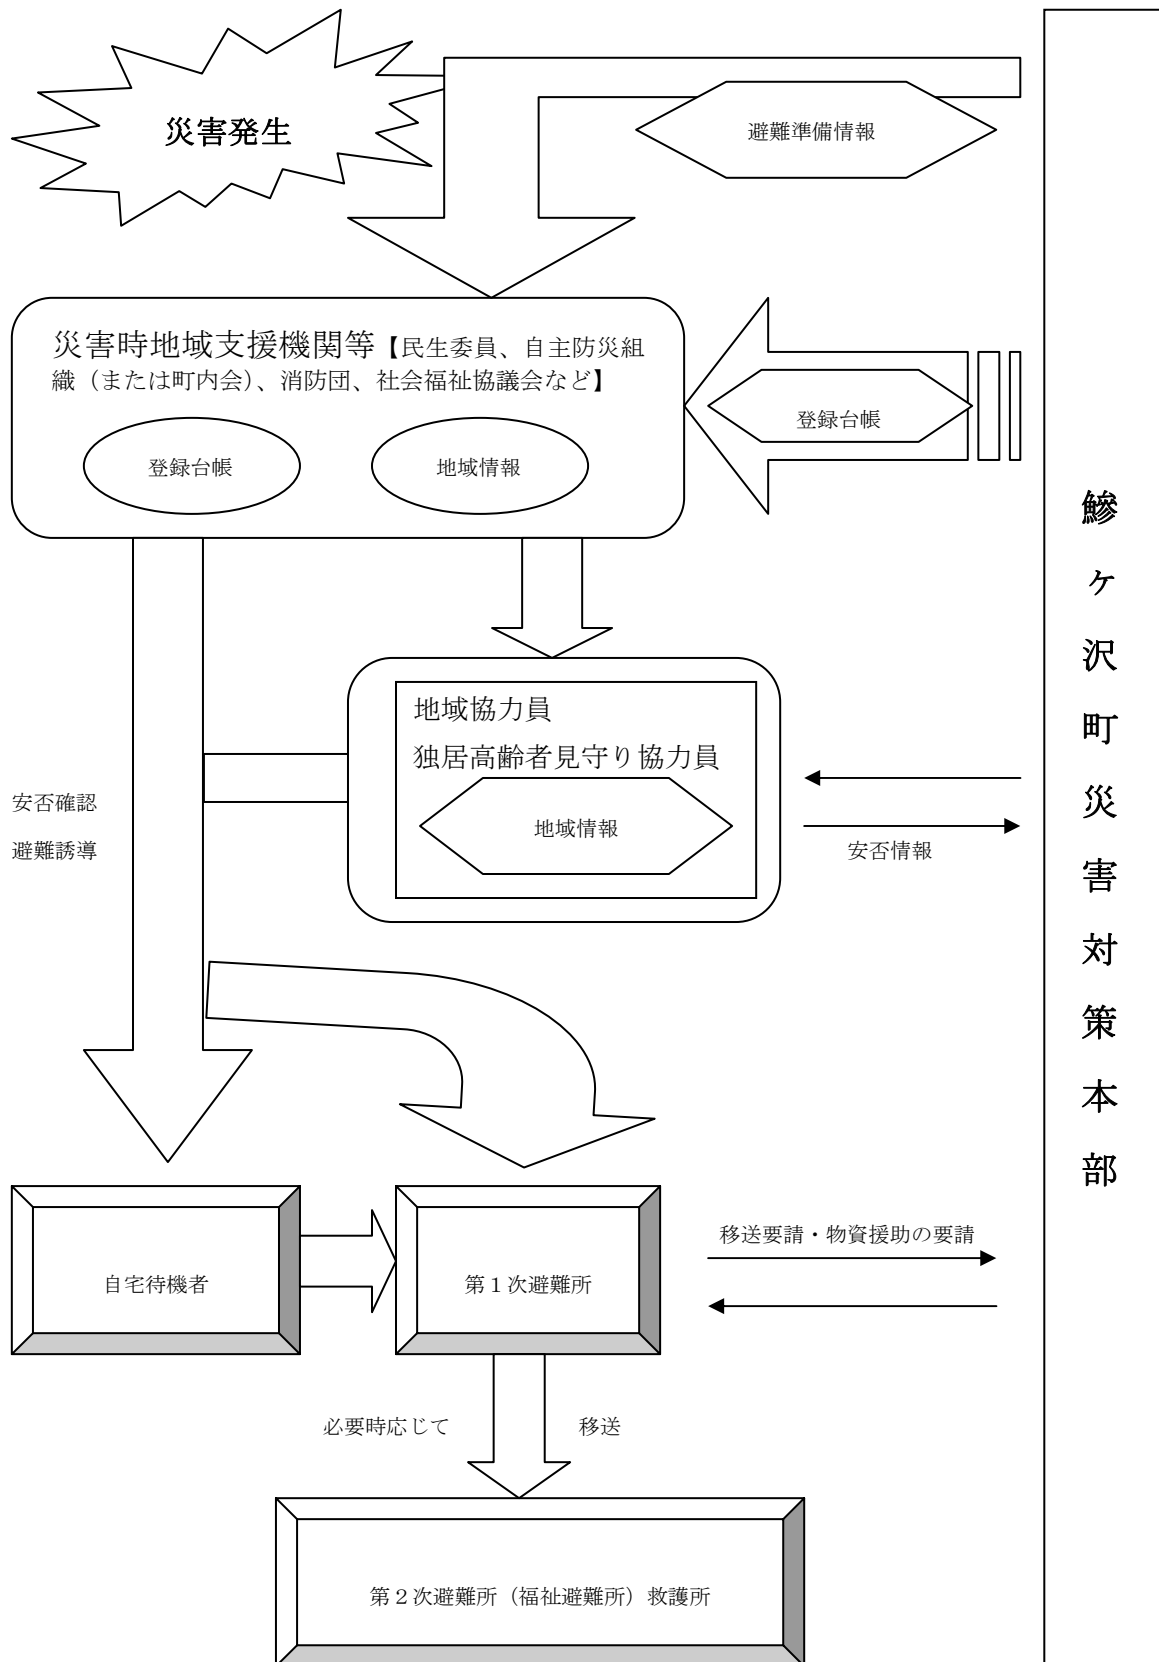 災害発生
避難準備情報
災害時地域支援機関等【民生委員、自主防災組
織（または町内会）、消防団、社会福祉協議会など】
登録台帳
地域情報
登録台帳
地域協力員
独居高齢者見守り協力員
地域情報
安否確認
避難誘導
安否情報
鰺ヶ沢町災害対策本部
自宅待機者
第１次避難所
移送要請・物資援助の要請
必要時応じて
移送
第２次避難所（福祉避難所）救護所